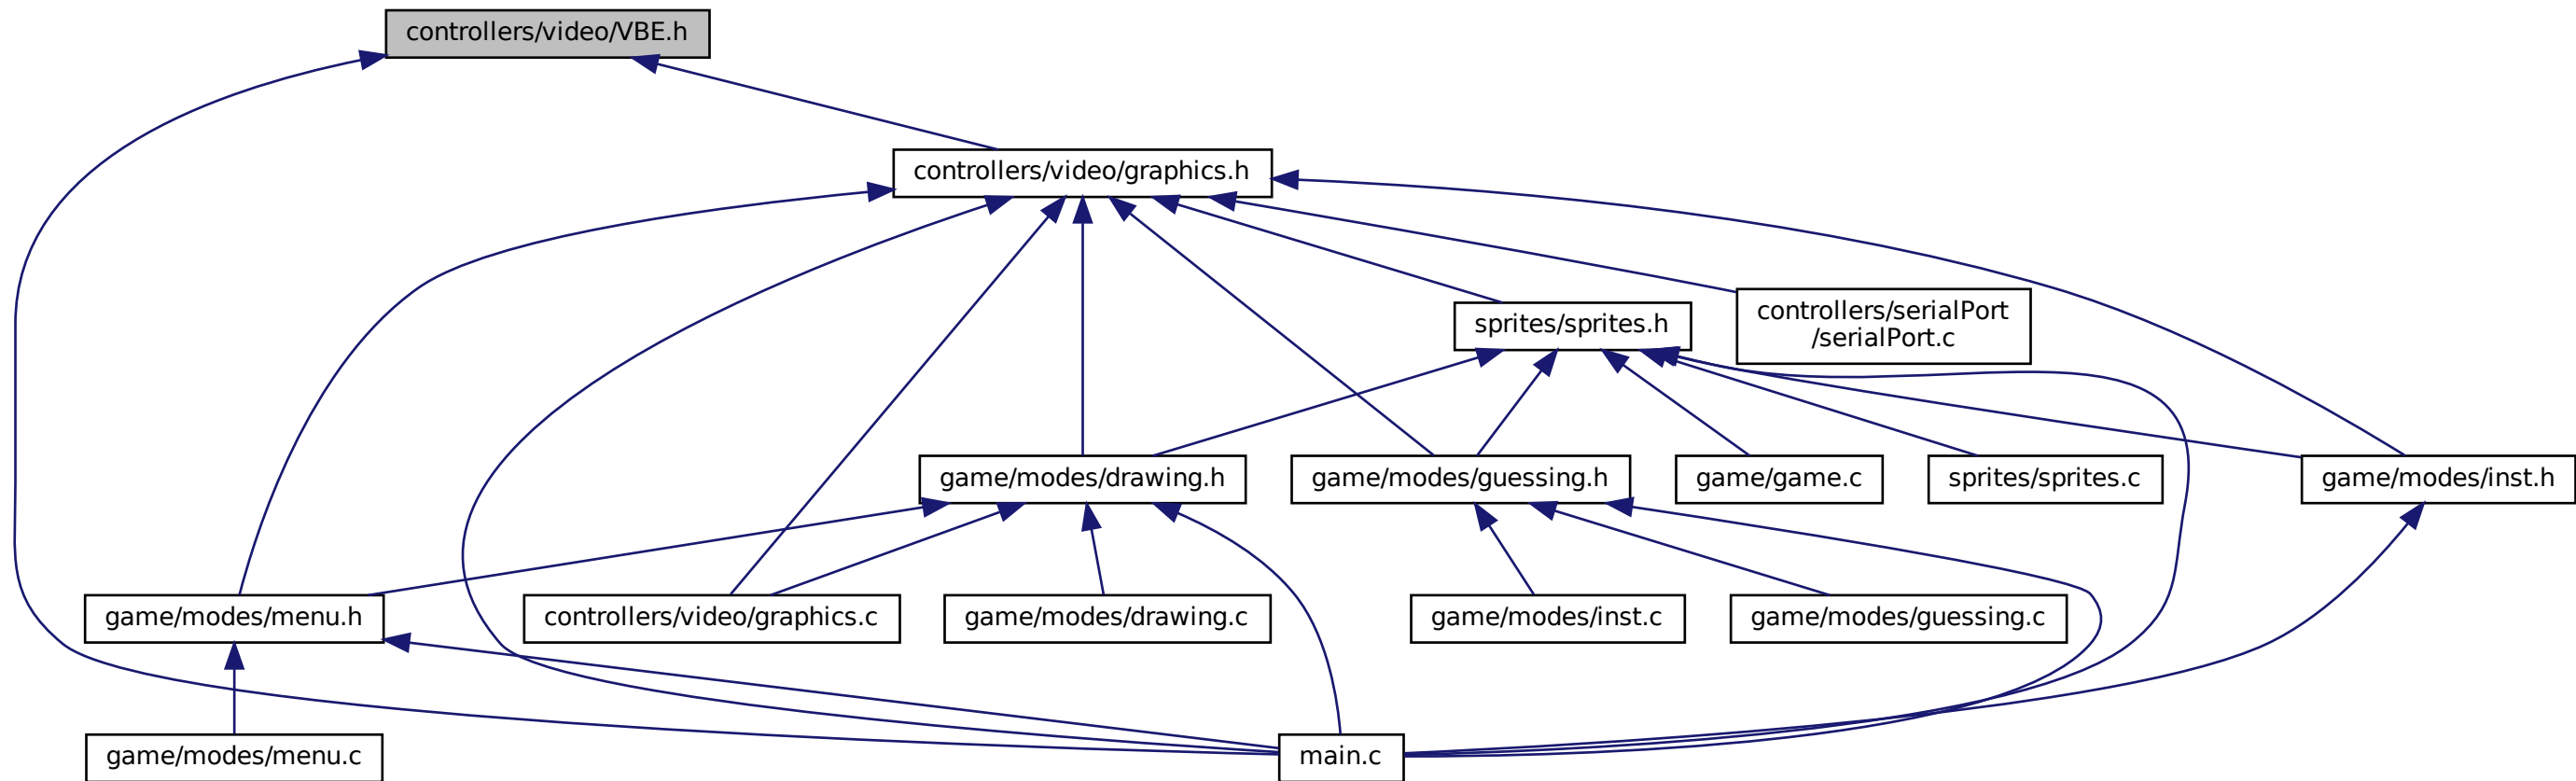 controllers/video/VBE.h
controllers/video/graphics.h
controllers/serialPort
/serialPort.c
sprites/sprites.h
game/modes/drawing.h
game/modes/guessing.h
game/game.c
sprites/sprites.c
game/modes/inst.h
game/modes/menu.h
controllers/video/graphics.c
game/modes/drawing.c
game/modes/inst.c
game/modes/guessing.c
game/modes/menu.c
main.c